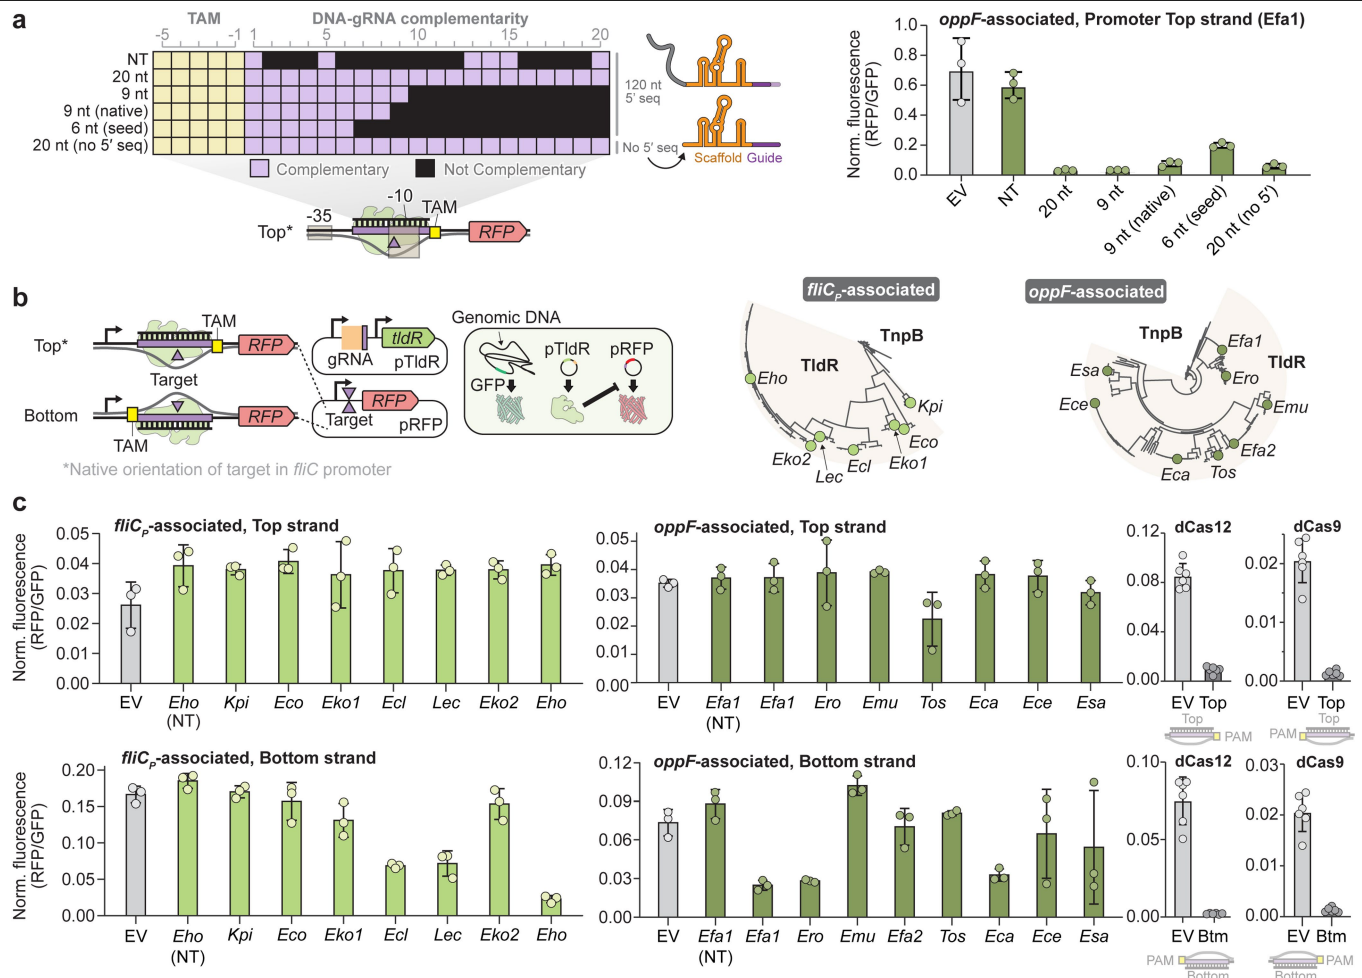 a
TAM
DNA-gRNA complementarity
-5 -1 1 5 10 15 20
NT
20 nt
9 nt
9 nt (native)
6 nt (seed)
20 nt (no 5′ seq)
120 nt
5′ seq
No 5′ seq
Scaffold Guide
Complementary Not Complementary
-35 -10 TAM
Top* RFP
oppF-associated, Promoter Top strand (Efa1)
Norm. fluorescence
(RFP/GFP)
1.0
0.8
0.6
0.4
0.2
0.0
EV NT 20 nt 9 nt 9 nt (native) 6 nt (seed) 20 nt (no 5′)
b
TAM
Top* RFP
Target
Bottom RFP
TAM
*Native orientation of target in fliC promoter
tldR
gRNA pTldR
RFP
Target pRFP
Genomic DNA
pTldR pRFP
GFP
fliCP-associated
TnpB
TldR
Eho
Kpi
Eco
Eko1
Ecl
Lec
Eko2
oppF-associated
TnpB
TldR
Efa1
Ero
Emu
Efa2
Tos
Eca
Ece
Esa
c
fliCP-associated, Top strand
Norm. fluorescence
(RFP/GFP)
0.05
0.04
0.03
0.02
0.01
0.00
EV Eho Kpi Eco Eko1 Ecl Lec Eko2 Eho
(NT)
oppF-associated, Top strand
0.05
0.04
0.03
0.02
0.01
0.00
EV Efa1 Efa1 Ero Emu Tos Eca Ece Esa
(NT)
dCas12
0.12
0.08
0.04
0.00
EV Top
Top
PAM
dCas9
0.02
0.01
0.00
EV Top
Top
PAM
fliCP-associated, Bottom strand
Norm. fluorescence
(RFP/GFP)
0.20
0.15
0.10
0.05
0.00
EV Eho Kpi Eco Eko1 Ecl Lec Eko2 Eho
(NT)
oppF-associated, Bottom strand
0.12
0.09
0.06
0.03
0.00
EV Efa1 Efa1 Ero Emu Efa2 Tos Eca Ece Esa
(NT)
dCas12
0.10
0.05
0.00
EV Btm
PAM
Bottom
dCas9
0.03
0.02
0.01
0.00
EV Btm
PAM
Bottom